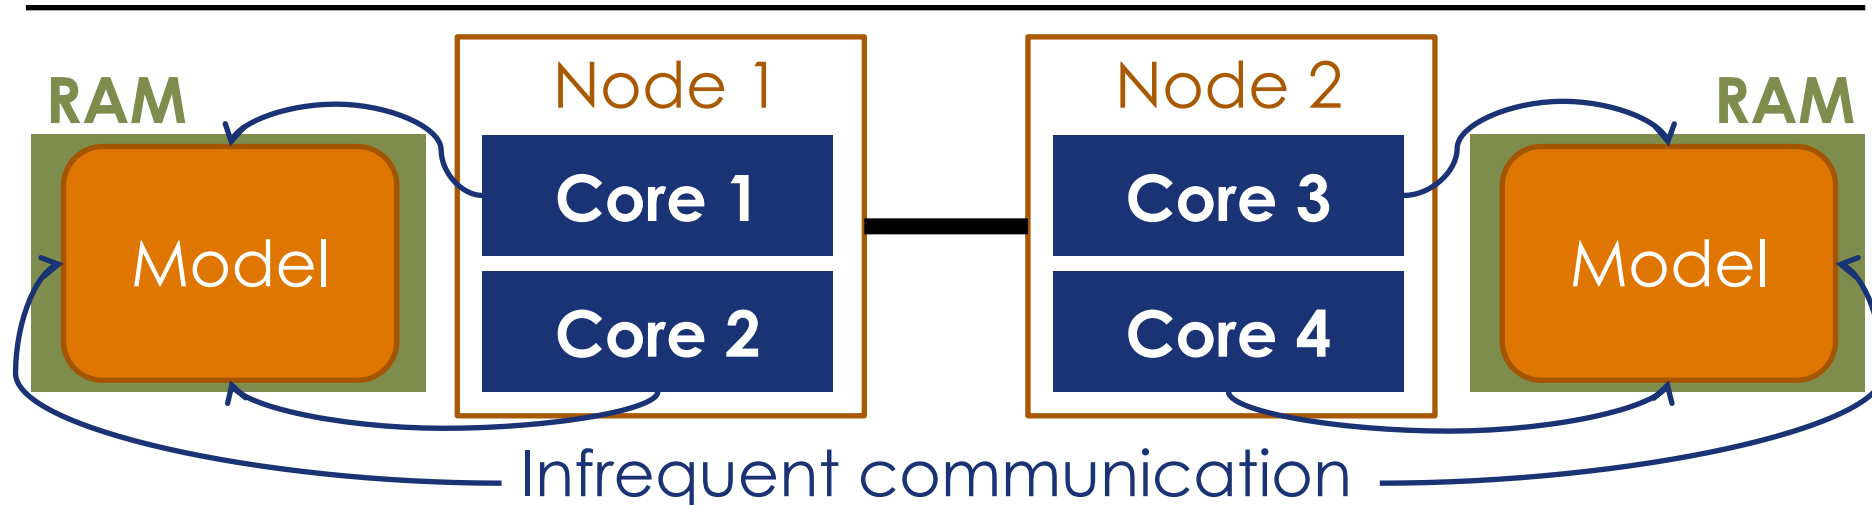 RAM
Node 1
Node 2
RAM
Core 1
Core 3
Model
Model
Core 2
Core 4
Infrequent communication